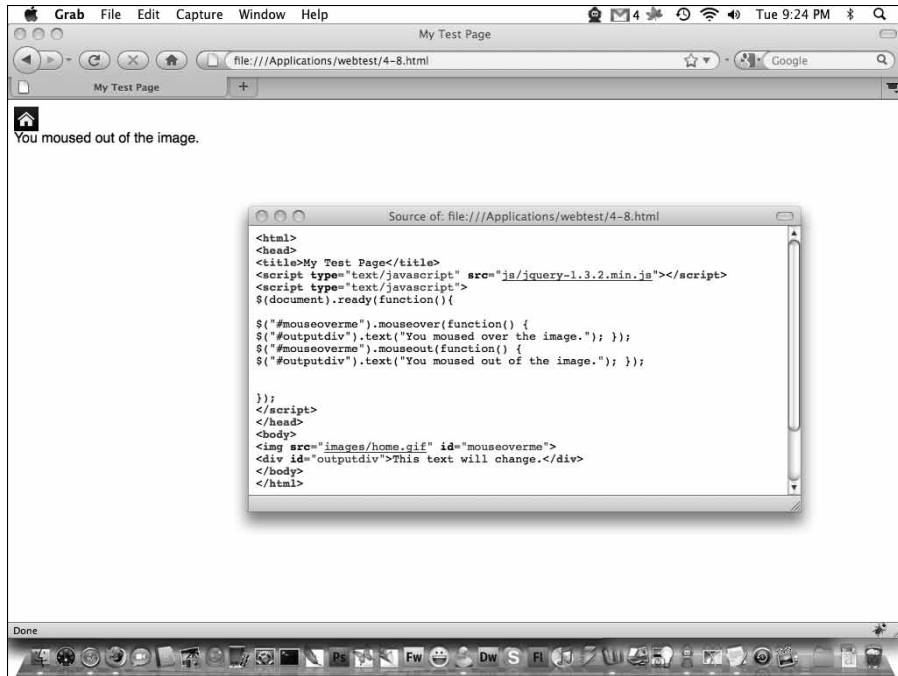 Grab File Edit Capture Window Help 4 Tue 9:24 PM
My Test Page
file:///Applications/webtest/4-8.html Google
My Test Page +
You moused out of the image.
Source of: file:///Applications/webtest/4-8.html
<html>
<head>
<title>My Test Page</title>
<script type="text/javascript" src="js/jquery-1.3.2.min.js"></script>
<script type="text/javascript">
$(document).ready(function(){
$("#mouseoverme").mouseover(function() {
$("#outputdiv").text("You moused over the image."); });
$("#mouseoverme").mouseout(function() {
$("#outputdiv").text("You moused out of the image."); });
});
</script>
</head>
<body>
<img src="images/home.gif" id="mouseoverme">
<div id="outputdiv">This text will change.</div>
</body>
</html>
Done
Ps Fw Dw S Fl